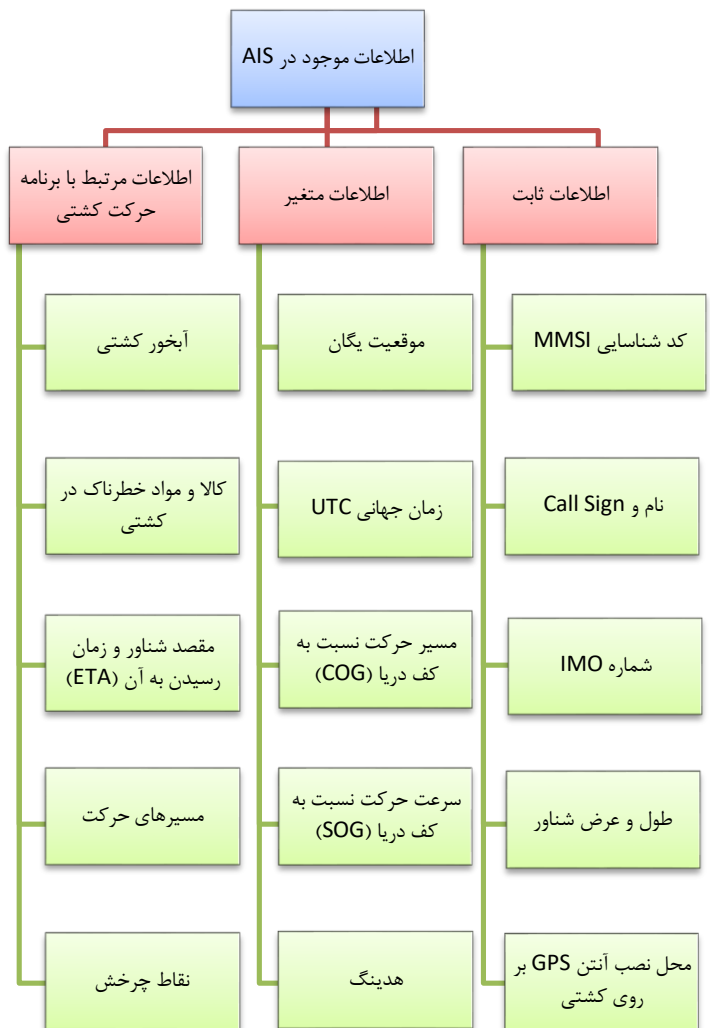 اطلاعات موجود در AIS
اطلاعات ثابت
کد شناسایی MMSI
نام و Call Sign
شماره IMO
طول و عرض شناور
محل نصب آنتن GPS بر
روی کشتی
اطلاعات متغیر
موقعیت یگان
زمان جهانی UTC
مسیر حرکت نسبت به
کف دریا (COG)
سرعت حرکت نسبت به
کف دریا (SOG)
هدینگ
اطلاعات مرتبط با برنامه
حرکت کشتی
آبخور کشتی
کالا و مواد خطرناک در
کشتی
مقصد شناور و زمان
رسیدن به آن (ETA)
مسیرهای حرکت
نقاط چرخش